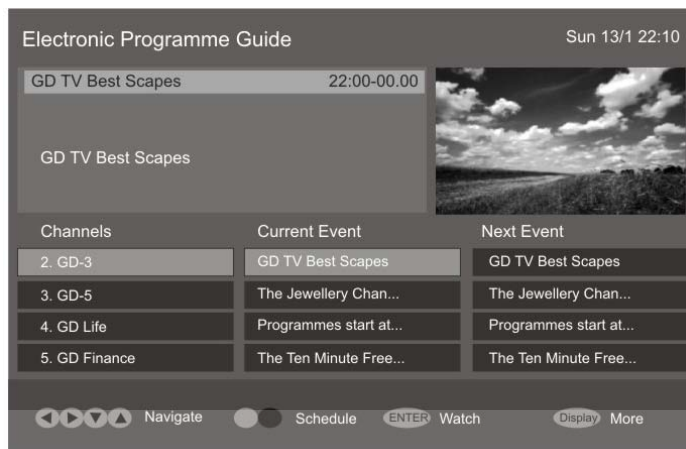 Electronic Programme Guide
Sun 13/1 22:10
GD TV Best Scapes 22:00-00.00
GD TV Best Scapes
Channels Current Event Next Event
2. GD-3 GD TV Best Scapes GD TV Best Scapes
3. GD-5 The Jewellery Chan... The Jewellery Chan...
4. GD Life Programmes start at... Programmes start at...
5. GD Finance The Ten Minute Free... The Ten Minute Free...
Navigate Schedule ENTER Watch Display More